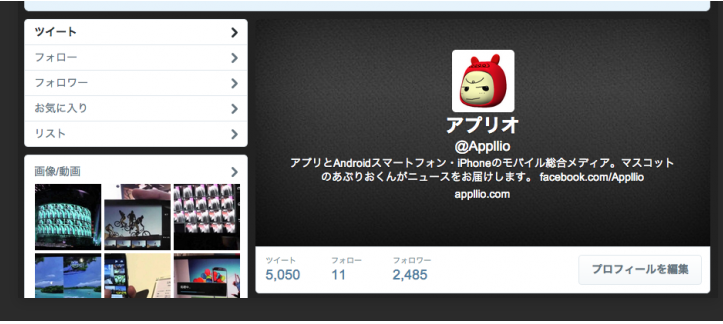 ツイート
フォロー
フォロワー
お気に入り
リスト
画像/動画
アプリオ
@Appllio
アプリとAndroidスマートフォン・iPhoneのモバイル総合メディア。マスコット
のあぷりおくんがニュースをお届けします。 facebook.com/Appllio
appllio.com
ツイート
5,050
フォロー
11
フォロワー
2,485
プロフィールを編集